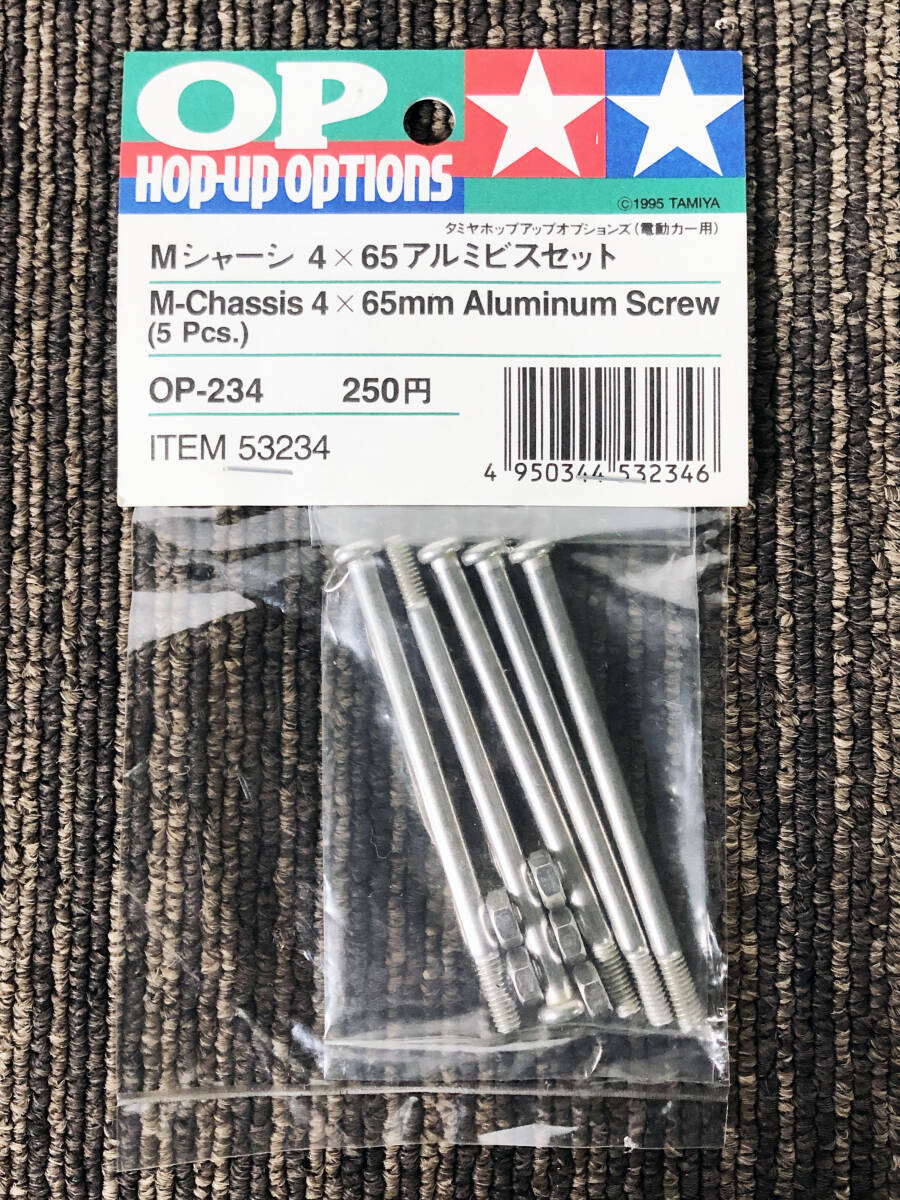 OP
HOP-UP OPTIONS
©1995 TAMIYA
タミヤホップアップオプションズ(電動カー用)
Mシャーシ 4×65アルミビスセット
M-Chassis 4×65mm Aluminum Screw
(5 Pcs.)
OP-234 250円
ITEM 53234
4 950344 532346